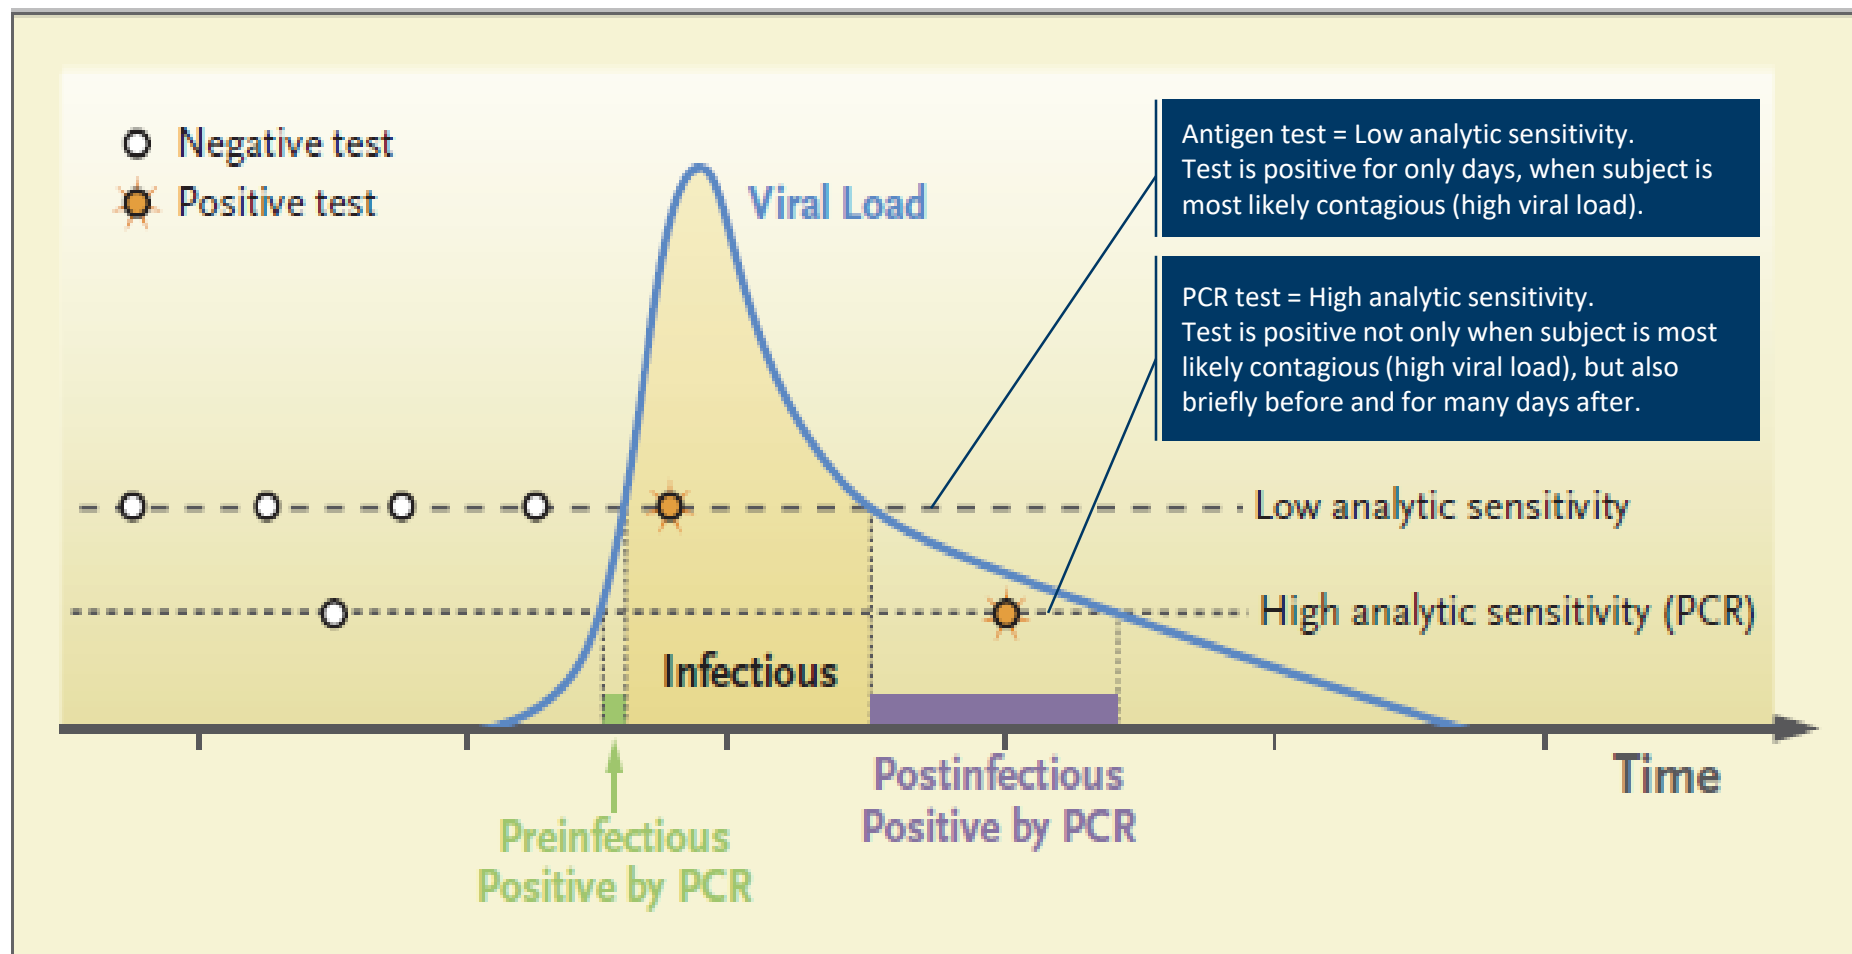 Negative test
Positive test
Viral Load
Antigen test = Low analytic sensitivity.
Test is positive for only days, when subject is
most likely contagious (high viral load).
PCR test = High analytic sensitivity.
Test is positive not only when subject is most
likely contagious (high viral load), but also
briefly before and for many days after.
Low analytic sensitivity
High analytic sensitivity (PCR)
Infectious
Time
Postinfectious
Positive by PCR
Preinfectious
Positive by PCR